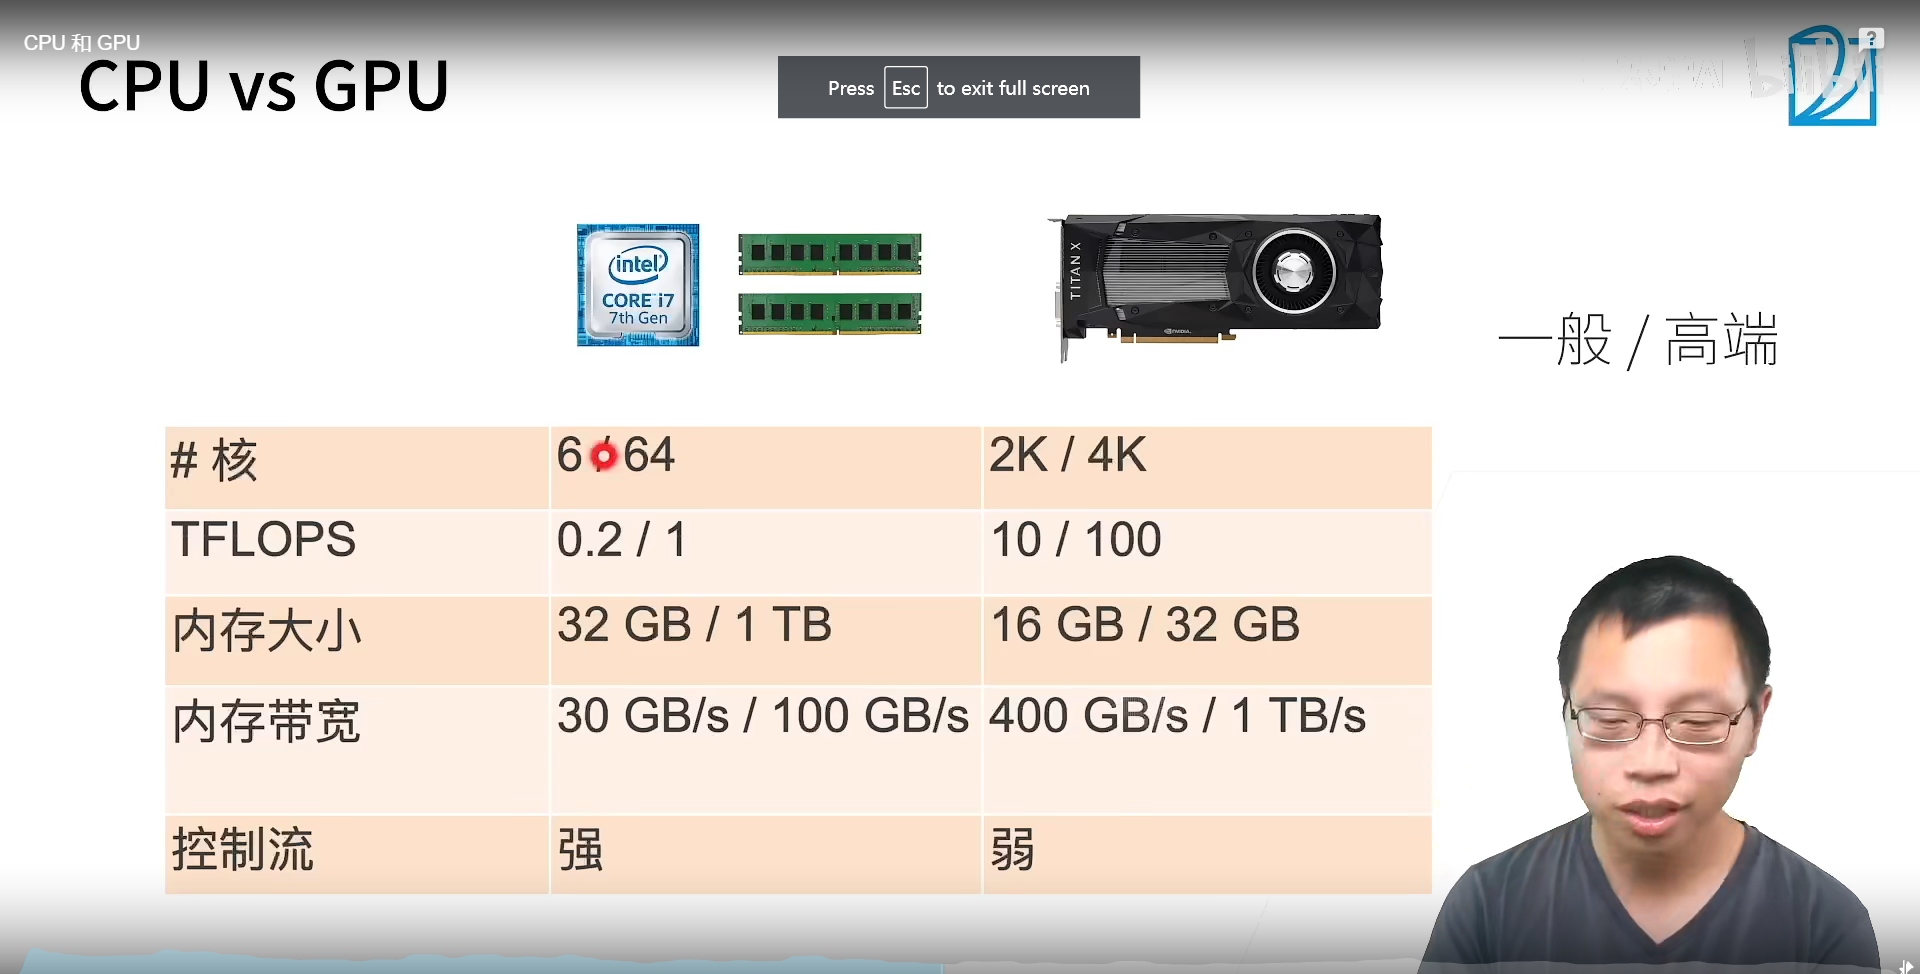 CPU 和 GPU
CPU vs GPU
Press Esc to exit full screen
?
intel
CORE i7
7th Gen
TITAN X
NVIDIA
一般 / 高端
# 核 6 / 64 2K / 4K
TFLOPS 0.2 / 1 10 / 100
内存大小 32 GB / 1 TB 16 GB / 32 GB
内存带宽 30 GB/s / 100 GB/s 400 GB/s / 1 TB/s
控制流 强 弱